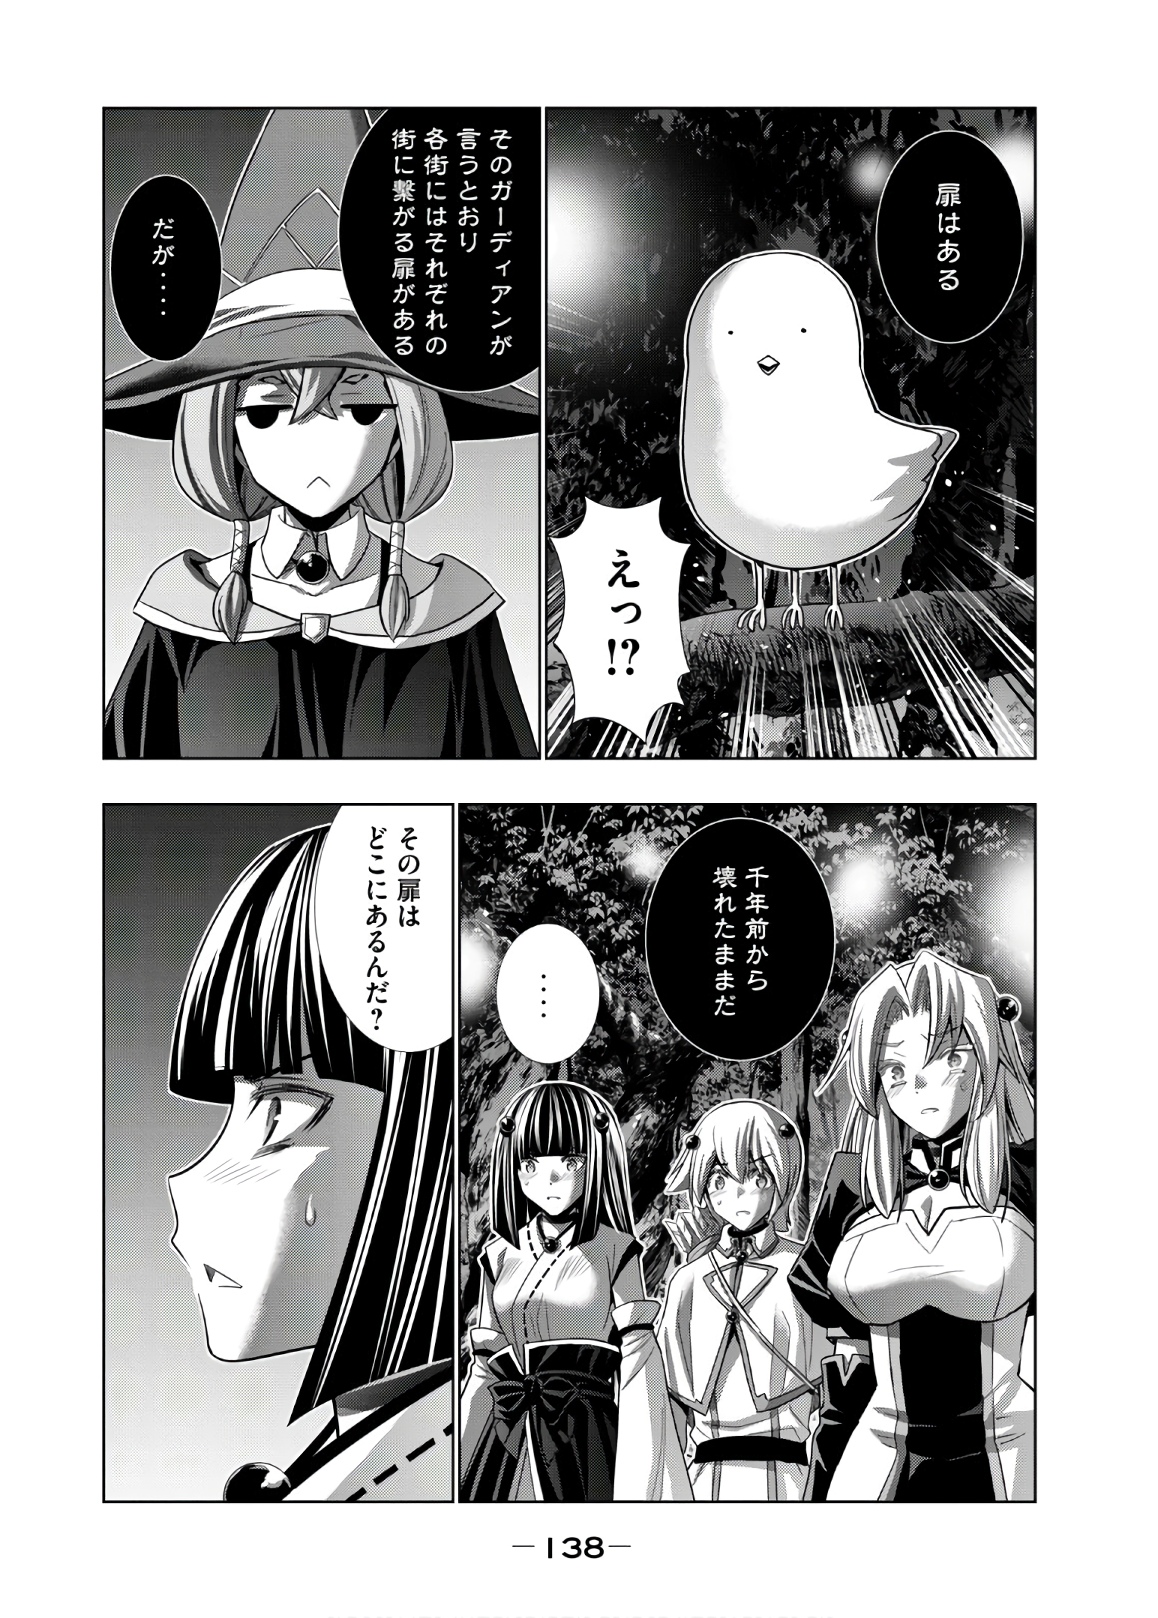 扉はある
えっ!?
そのガーディアンが
言うとおり
各街にはそれぞれの
街に繋がる扉がある
だが‥‥
千年前から
壊れたままだ
‥‥
その扉は
どこにあるんだ?
—138—